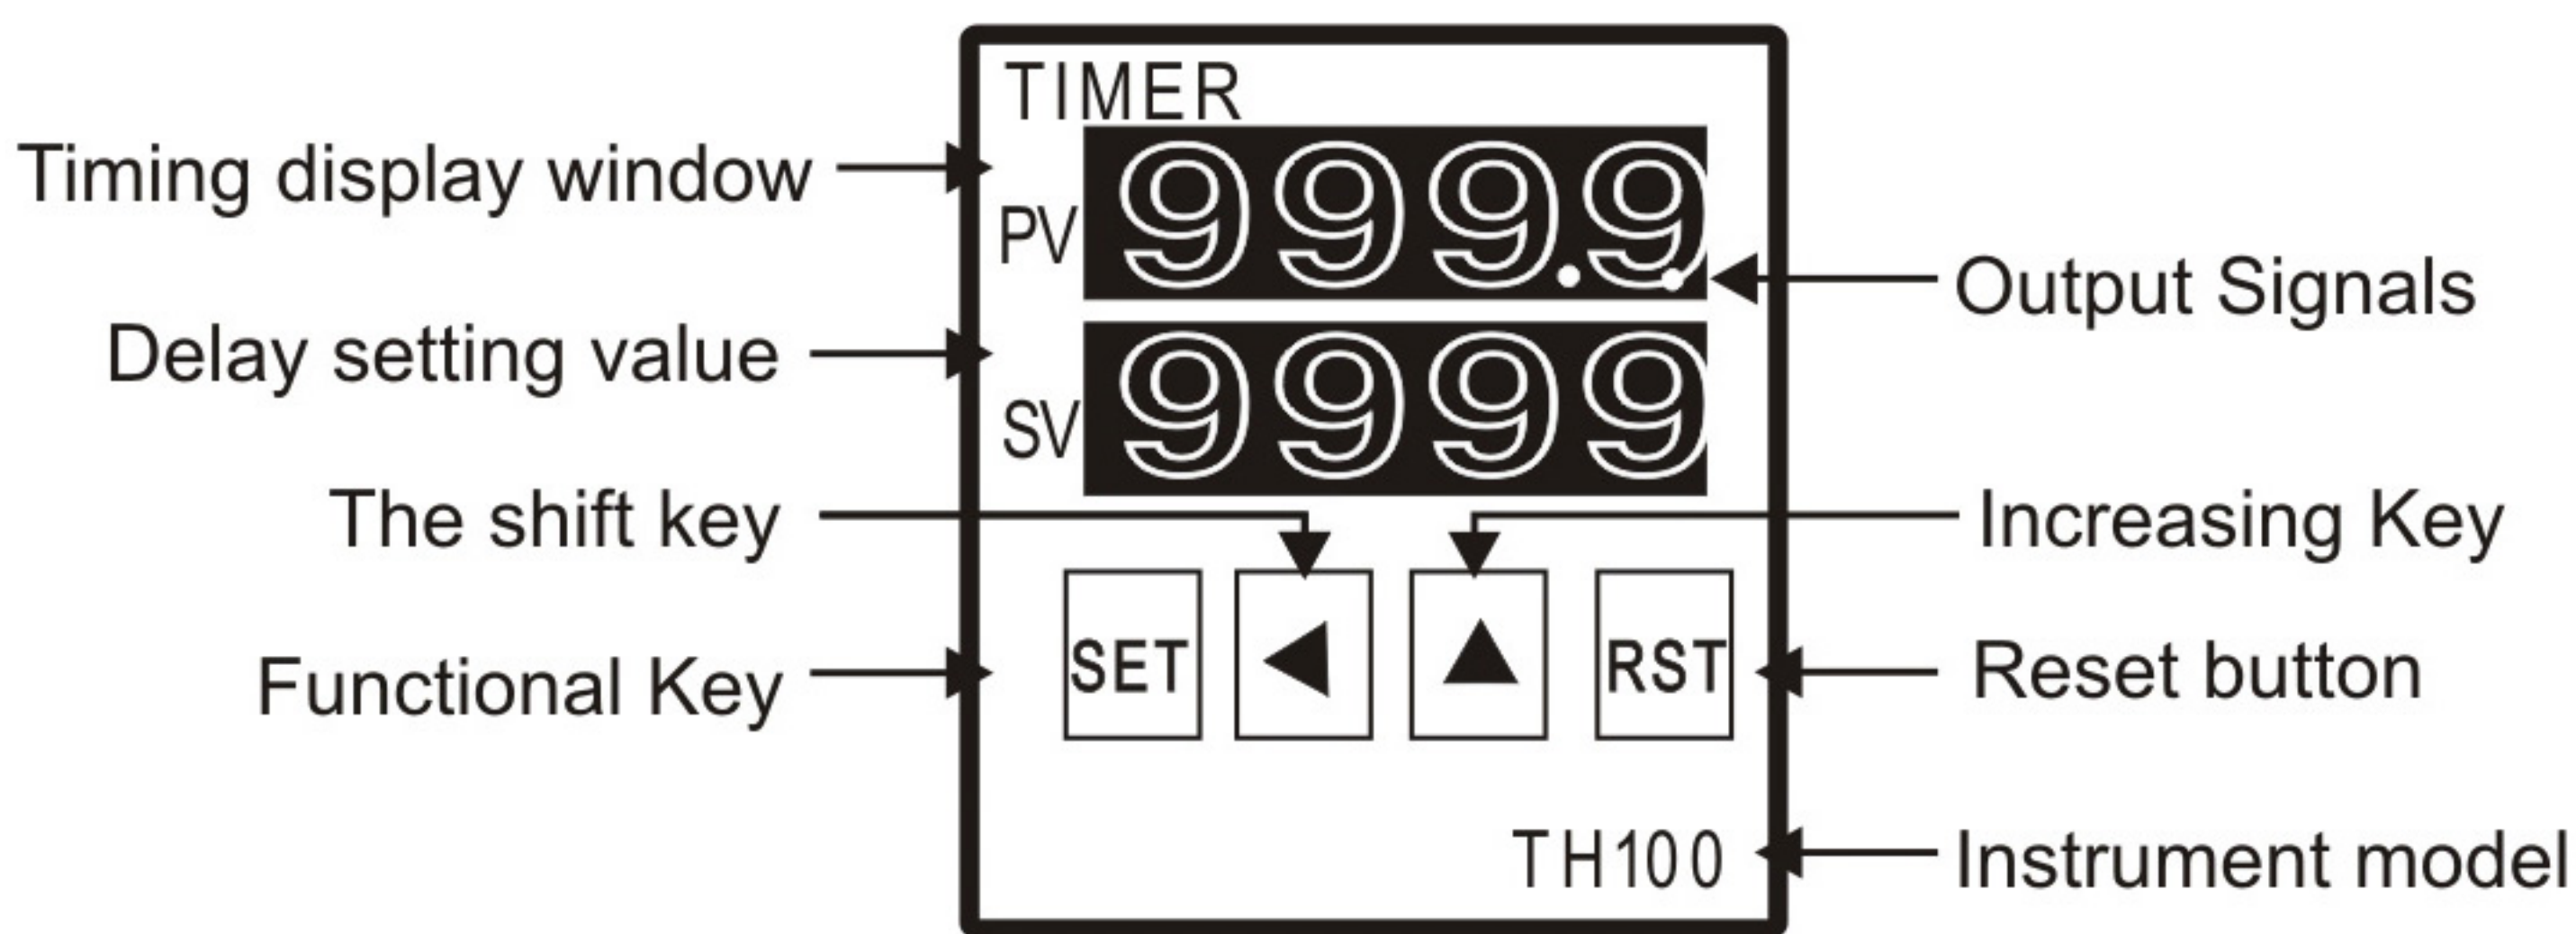 TIMER
Timing display window
PV 999.9.
Output Signals
Delay setting value
SV 9999
The shift key
Increasing Key
Functional Key
SET
RST
Reset button
TH100
Instrument model